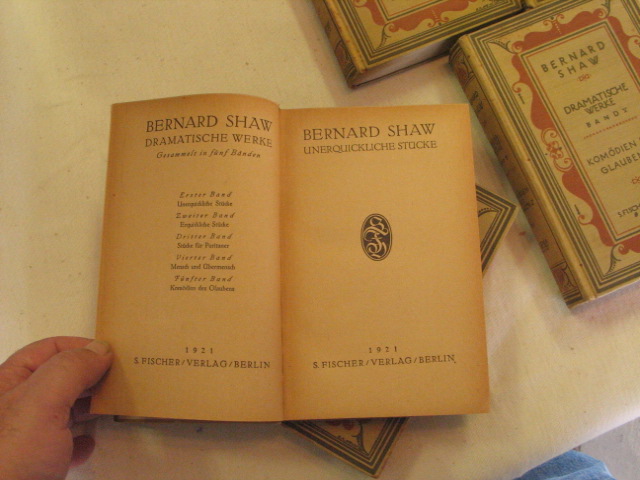 BERNARD SHAW
DRAMATISCHE WERKE
Gesammelt in fünf Bänden
Erster Band
Unerquickliche Stücke
Zweiter Band
Erquickliche Stücke
Dritter Band
Stücke für Puritaner
Vierter Band
Mensch und Übermensch
Fünfter Band
Komödien des Glaubens
1921
S. FISCHER/VERLAG/BERLIN
BERNARD SHAW
UNERQUICKLICHE STÜCKE
1921
S. FISCHER/VERLAG/BERLIN
BERNARD
SHAW
DRAMATISCHE
WERKE
BAND V
KOMÖDIEN
GLAUBE